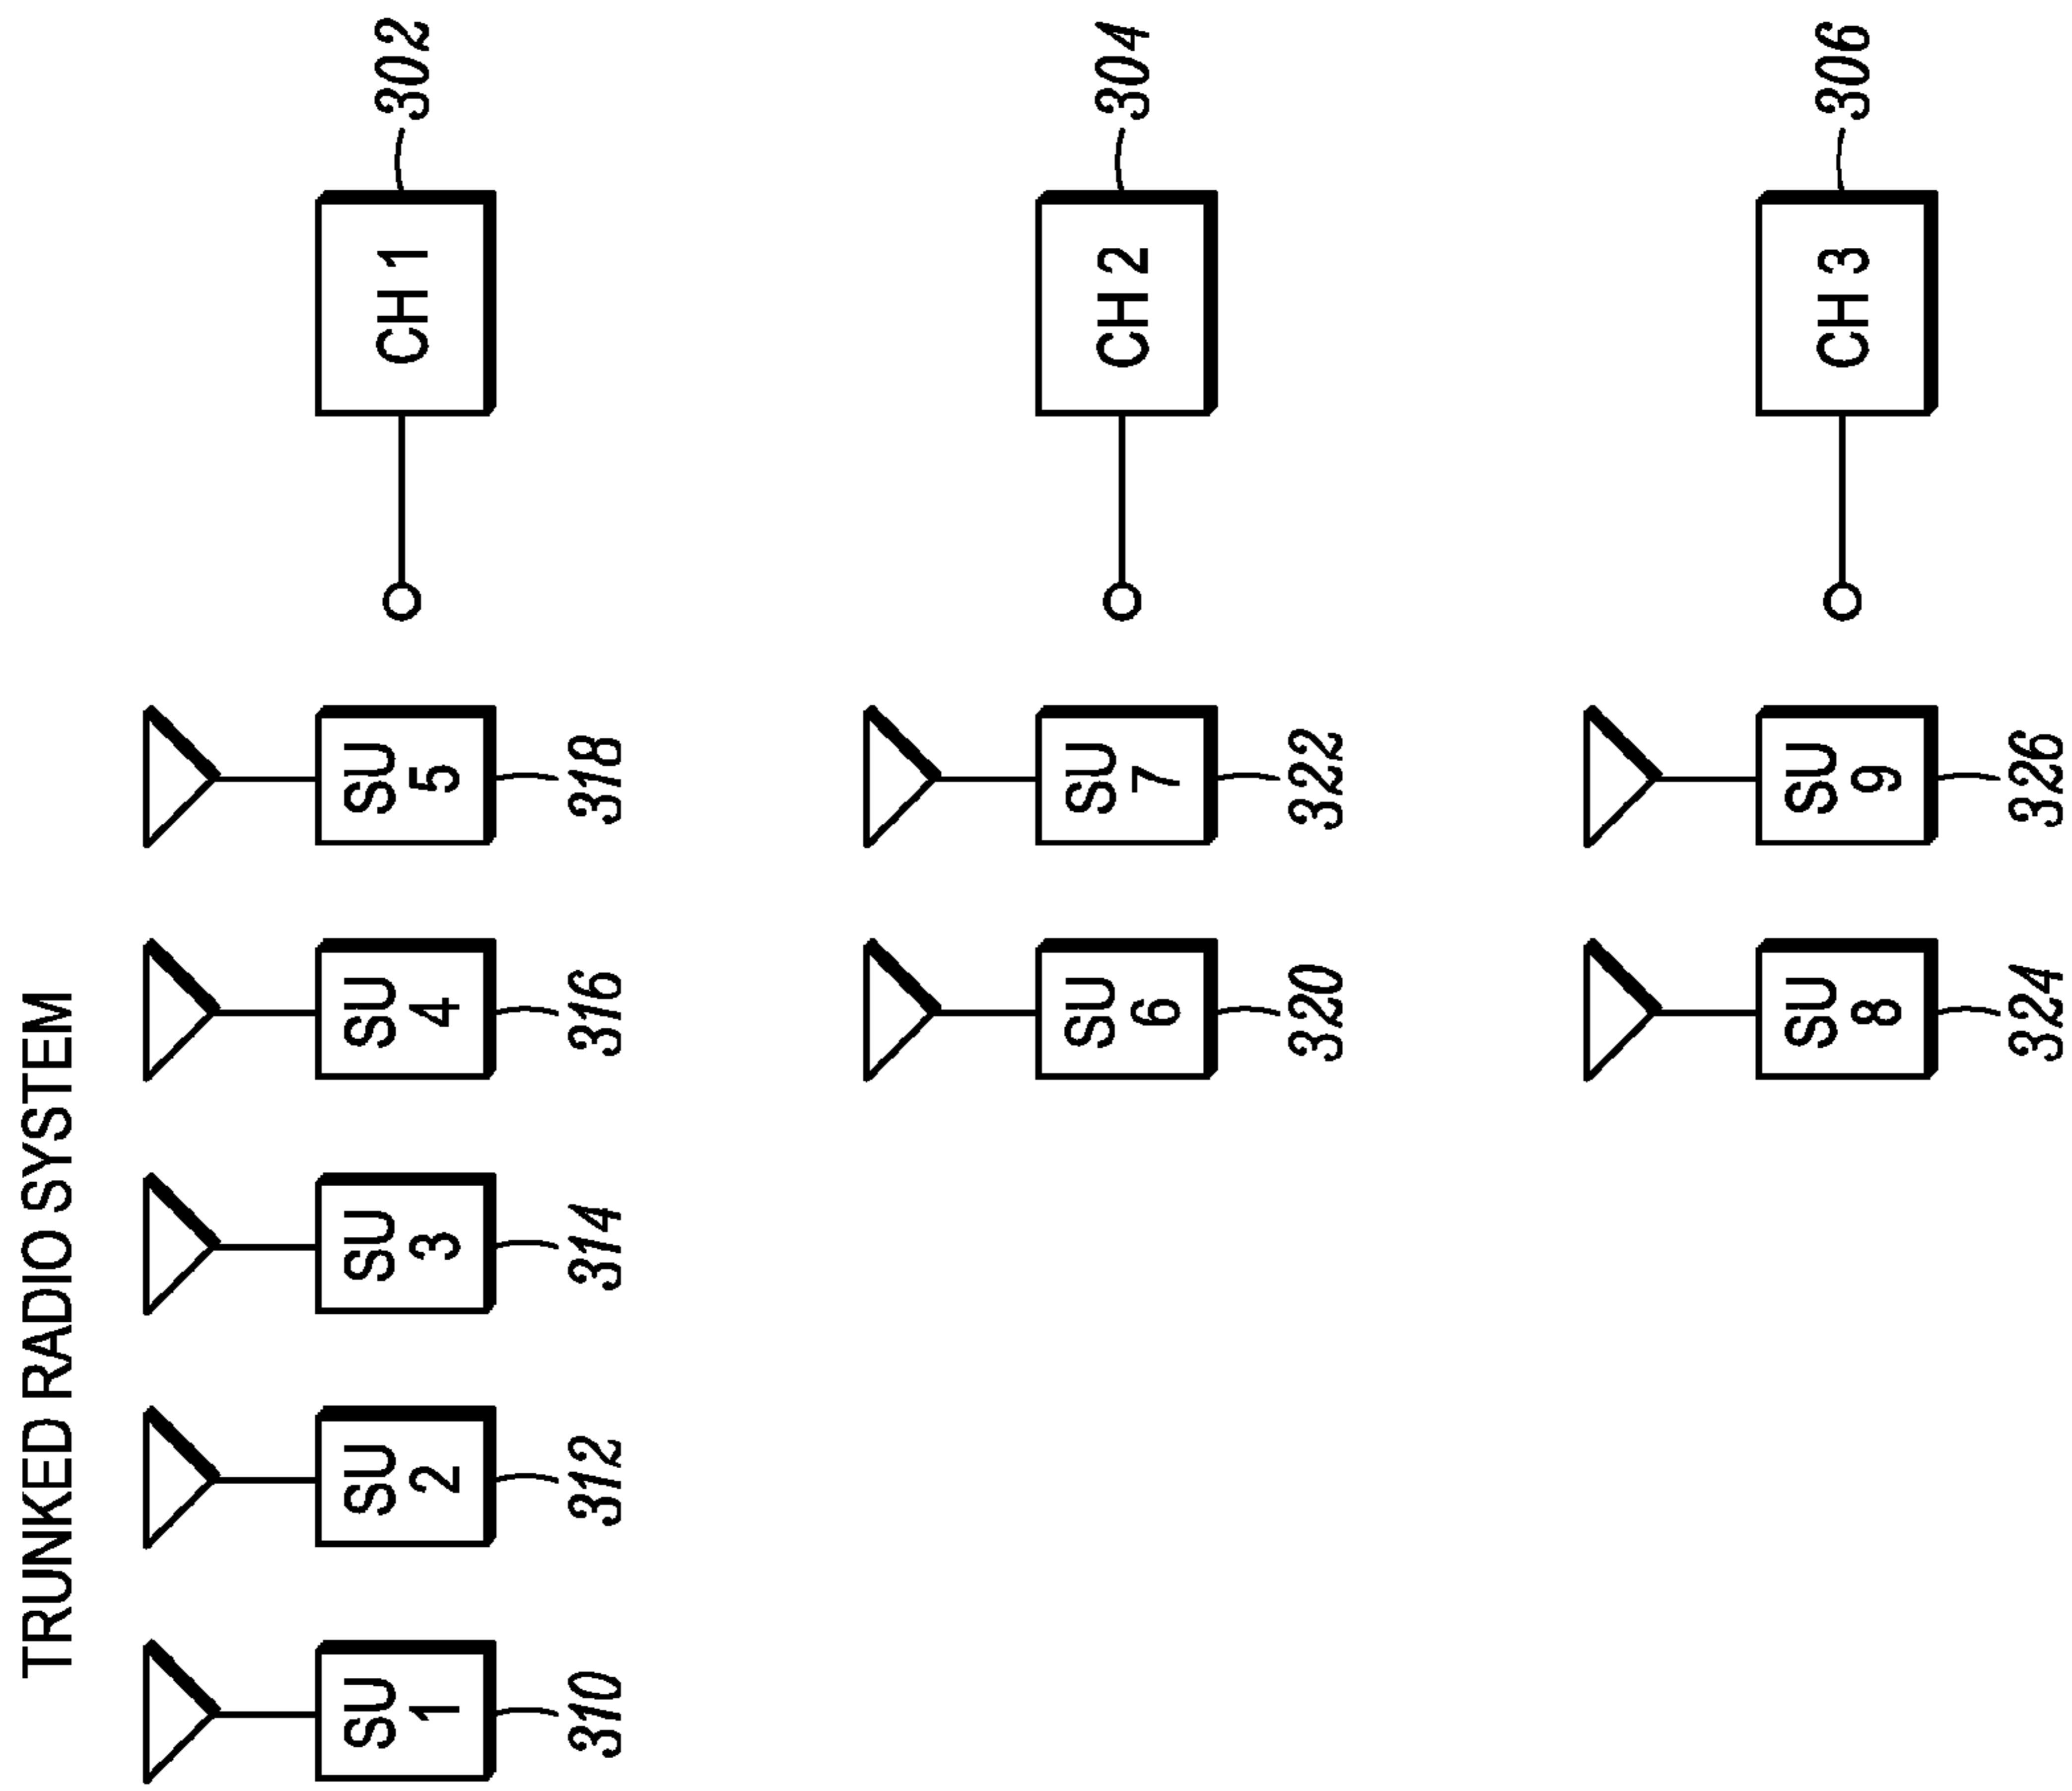 TRUNKED RADIO SYSTEM
SU
1
SU
2
SU
3
SU
4
SU
5
CH 1
302
310
312
314
316
318
SU
6
SU
7
CH 2
304
320
322
SU
8
SU
9
CH 3
306
324
326